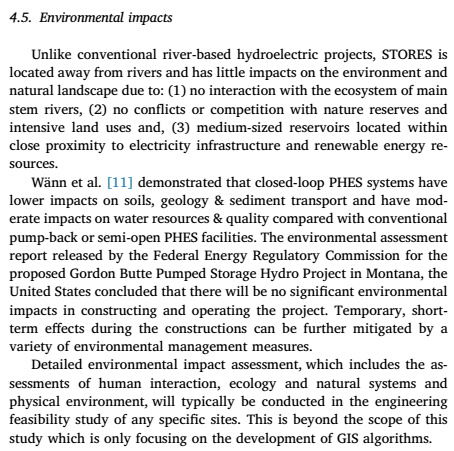 4.5. Environmental impacts
Unlike conventional river-based hydroelectric projects, STORES is
located away from rivers and has little impacts on the environment and
natural landscape due to: (1) no interaction with the ecosystem of main
stem rivers, (2) no conflicts or competition with nature reserves and
intensive land uses and, (3) medium-sized reservoirs located within
close proximity to electricity infrastructure and renewable energy re-
sources.
Wänn et al. [11] demonstrated that closed-loop PHES systems have
lower impacts on soils, geology & sediment transport and have mod-
erate impacts on water resources & quality compared with conventional
pump-back or semi-open PHES facilities. The environmental assessment
report released by the Federal Energy Regulatory Commission for the
proposed Gordon Butte Pumped Storage Hydro Project in Montana, the
United States concluded that there will be no significant environmental
impacts in constructing and operating the project. Temporary, short-
term effects during the constructions can be further mitigated by a
variety of environmental management measures.
Detailed environmental impact assessment, which includes the as-
sessments of human interaction, ecology and natural systems and
physical environment, will typically be conducted in the engineering
feasibility study of any specific sites. This is beyond the scope of this
study which is only focusing on the development of GIS algorithms.